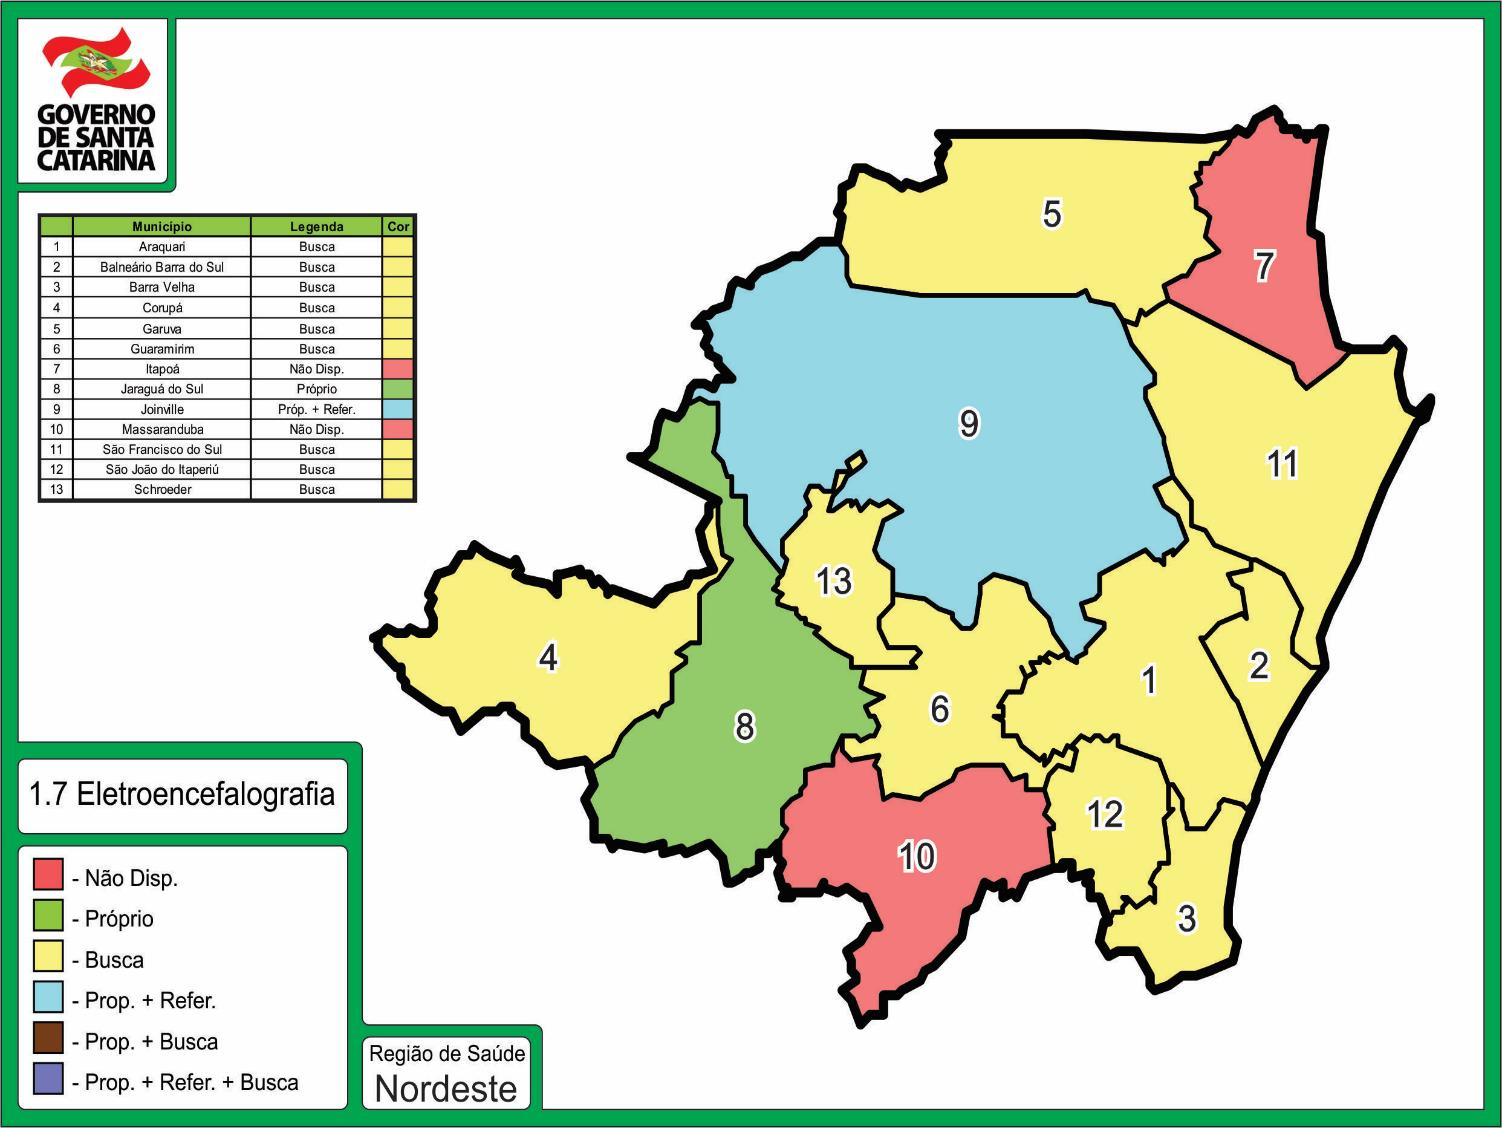 GOVERNO
DE SANTA
CATARINA
Município Legenda Cor
1 Araquari Busca
2 Balneário Barra do Sul Busca
3 Barra Velha Busca
4 Corupá Busca
5 Garuva Busca
6 Guaramirim Busca
7 Itapoá Não Disp.
8 Jaraguá do Sul Próprio
9 Joinville Próp. + Refer.
10 Massaranduba Não Disp.
11 São Francisco do Sul Busca
12 São João do Itaperiú Busca
13 Schroeder Busca
5
7
9
11
13
4
2
1
6
8
12
10
3
1.7 Eletroencefalografia
- Não Disp.
- Próprio
- Busca
- Prop. + Refer.
- Prop. + Busca
- Prop. + Refer. + Busca
Região de Saúde
Nordeste